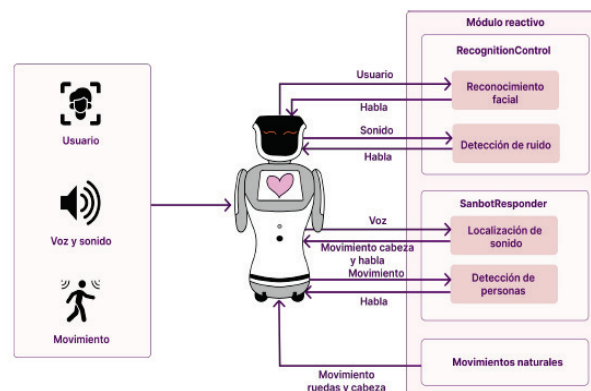 Módulo reactivo
RecognitionControl
Usuario
Reconocimiento
facial
Habla
Usuario
Sonido
Detección de ruido
Habla
Voz y sonido
SanbotResponder
Voz
Localización de
sonido
Movimiento cabeza
y habla
Movimiento
Detección de
personas
Habla
Movimiento
Movimientos naturales
Movimiento
ruedas y cabeza